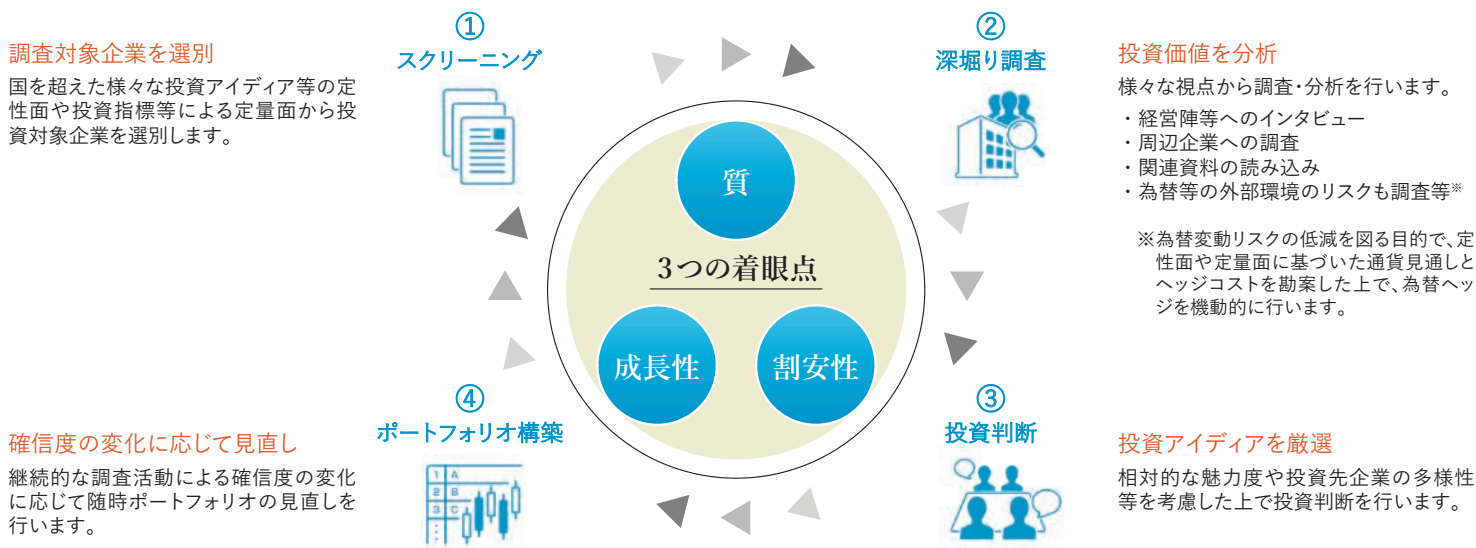 ①
スクリーニング
調査対象企業を選別
国を超えた様々な投資アイディア等の定
性面や投資指標等による定量面から投
資対象企業を選別します。
②
深堀り調査
投資価値を分析
様々な視点から調査・分析を行います。
・経営陣等へのインタビュー
・周辺企業への調査
・関連資料の読み込み
・為替等の外部環境のリスクも調査等※
※為替変動リスクの低減を図る目的で、定
性面や定量面に基づいた通貨見通しと
ヘッジコストを勘案した上で、為替ヘッ
ジを機動的に行います。
質
3つの着眼点
成長性
割安性
③
投資判断
投資アイディアを厳選
相対的な魅力度や投資先企業の多様性
等を考慮した上で投資判断を行います。
④
ポートフォリオ構築
確信度の変化に応じて見直し
継続的な調査活動による確信度の変化
に応じて随時ポートフォリオの見直しを
行います。
1 A
2 B
3 C